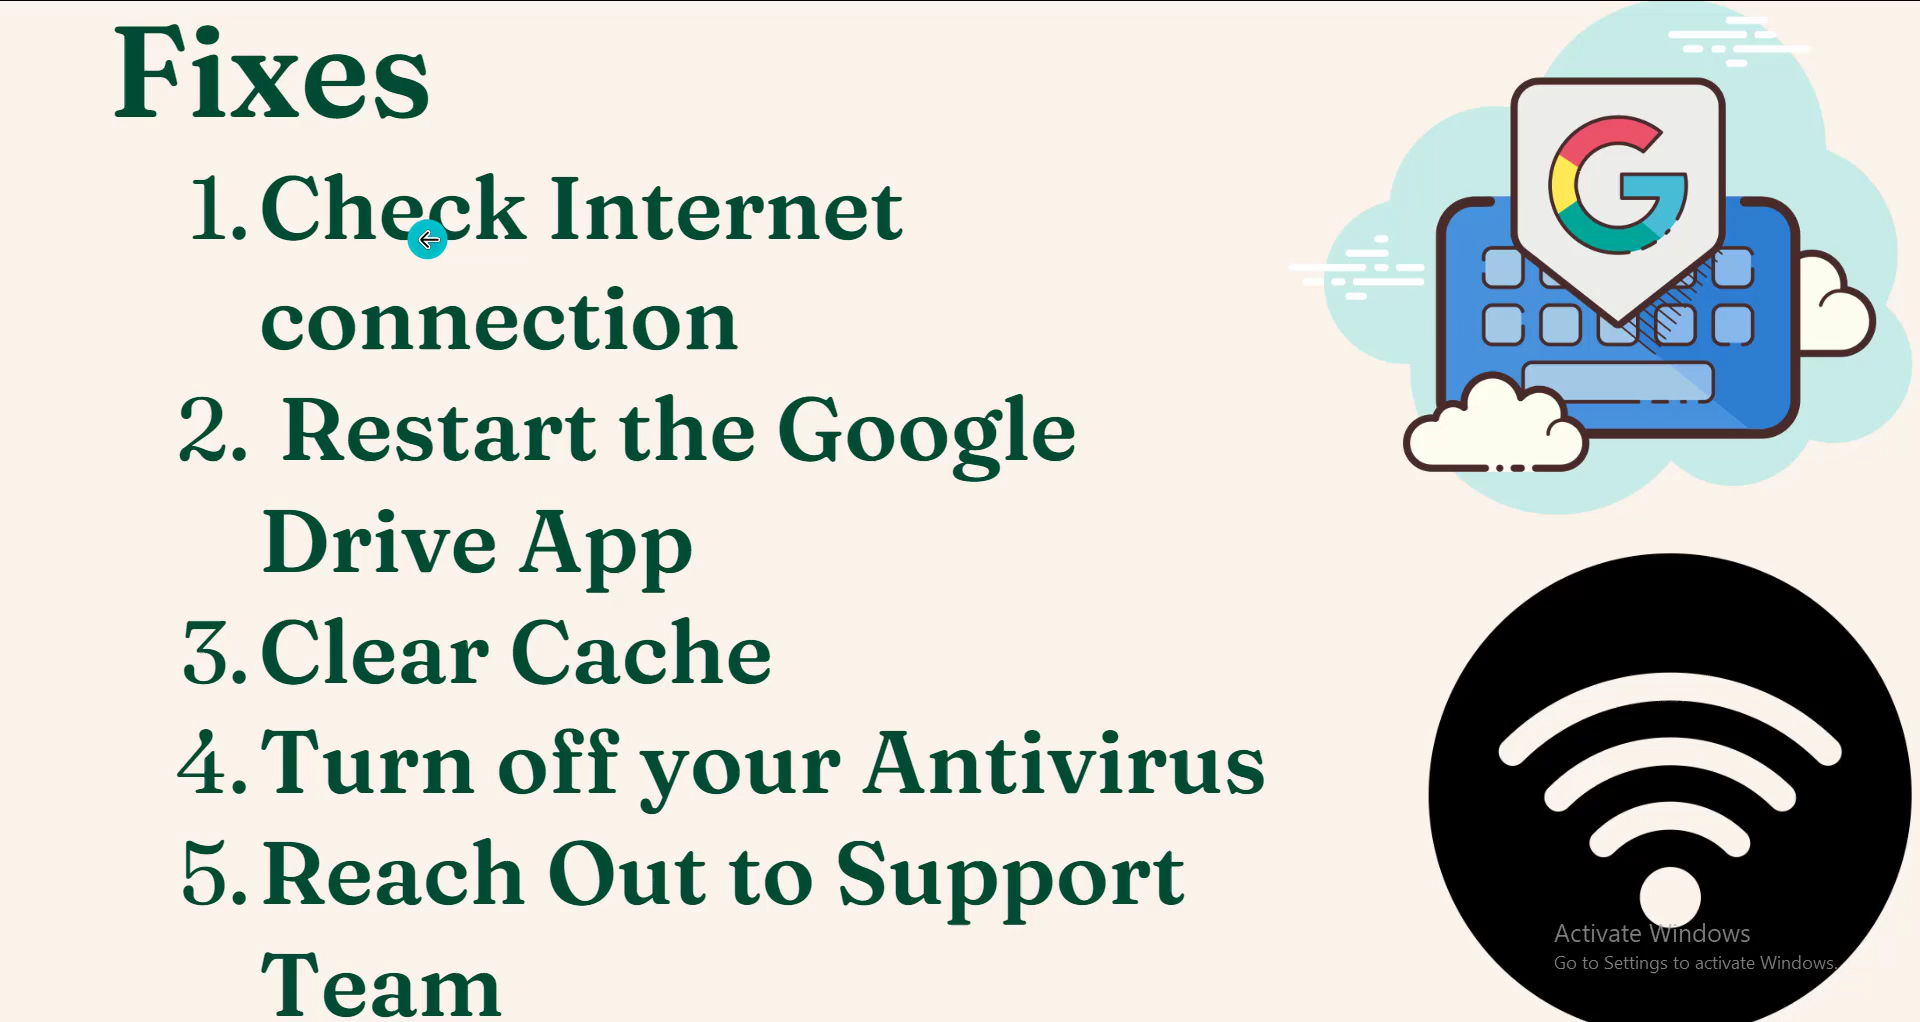 Fixes
1. Check Internet
connection
2. Restart the Google
Drive App
3. Clear Cache
4. Turn off your Antivirus
5. Reach Out to Support
Team
G
Activate Windows
Go to Settings to activate Windows.